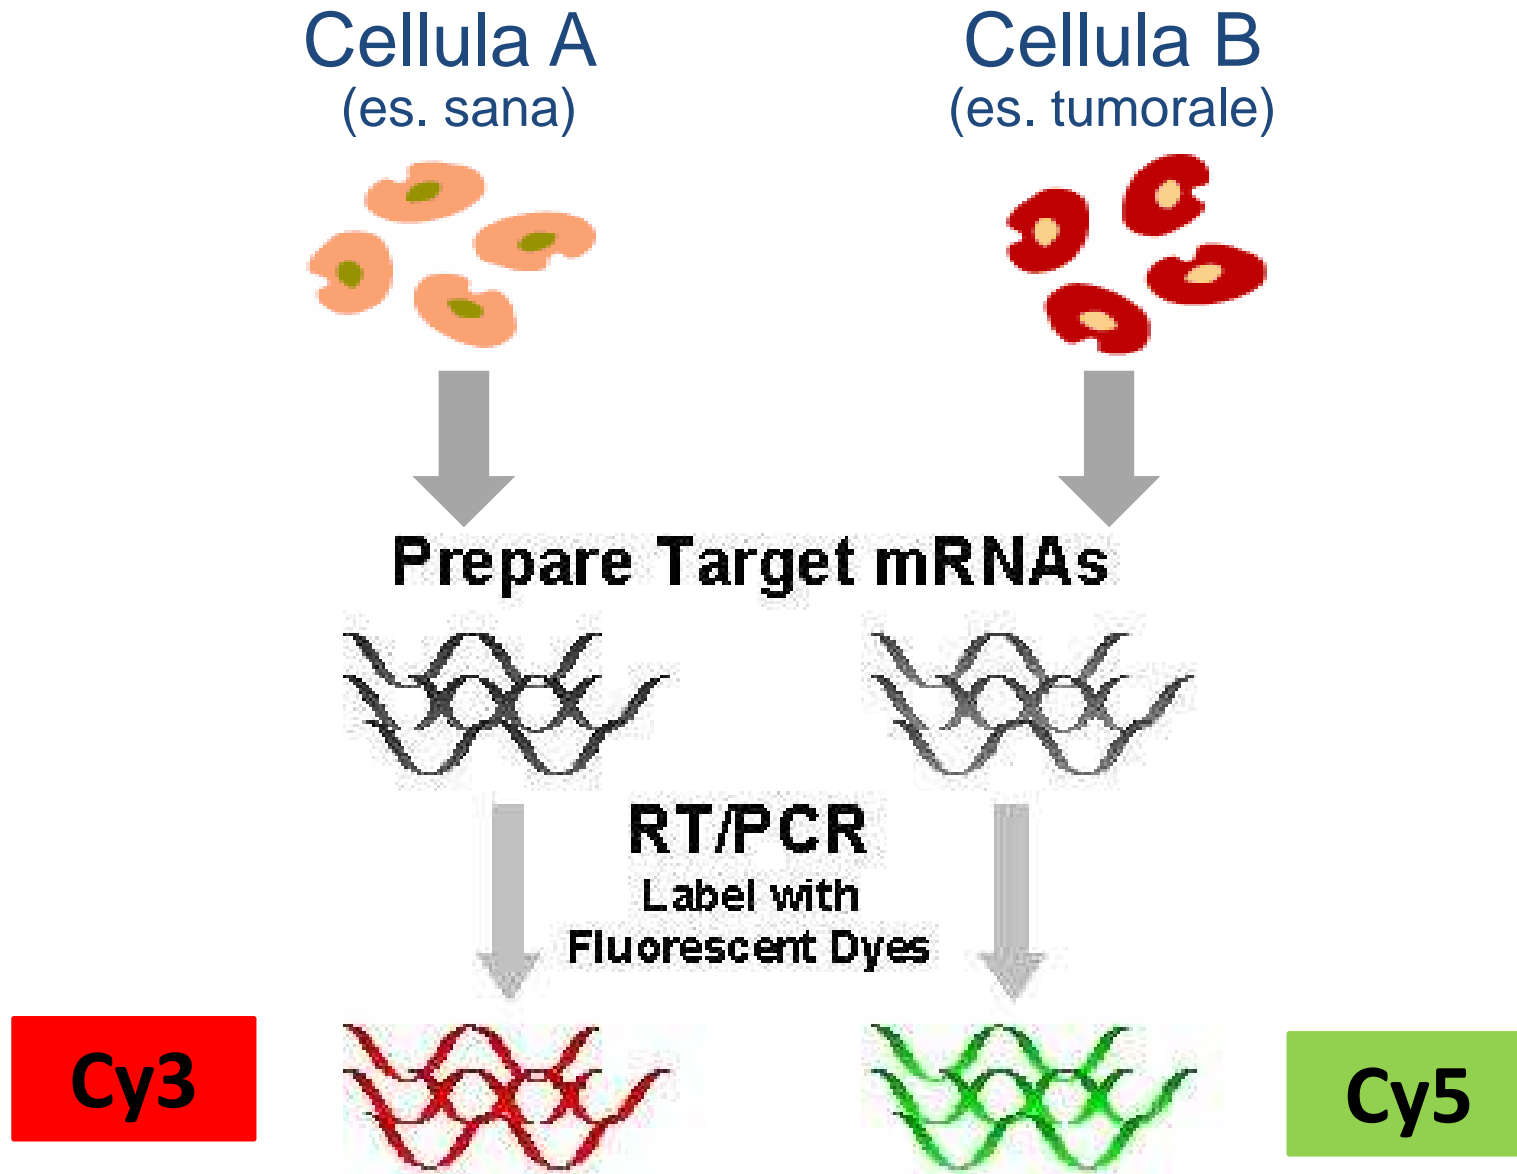 Cellula A
(es. sana)
Cellula B
(es. tumorale)
Prepare Target mRNAs
RT/PCR
Label with
Fluorescent Dyes
Cy3
Cy5